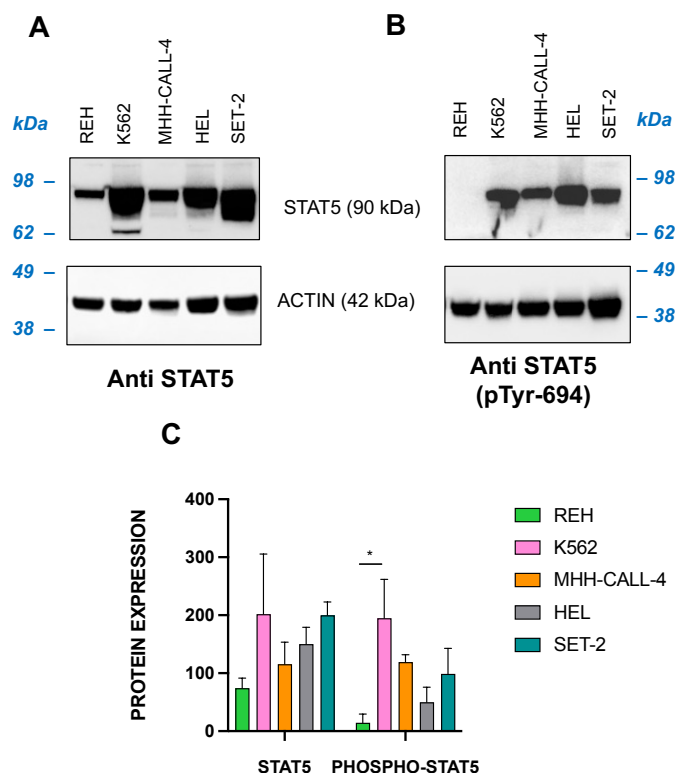 A
B
REH
K562
MHH-CALL-4
HEL
SET-2
REH
K562
MHH-CALL-4
HEL
SET-2
kDa
kDa
98 –
– 98
STAT5 (90 kDa)
62 –
– 62
49 –
– 49
ACTIN (42 kDa)
38 –
– 38
Anti STAT5
Anti STAT5
(pTyr-694)
C
PROTEIN EXPRESSION
400
300
200
100
0
*
STAT5
PHOSPHO-STAT5
REH
K562
MHH-CALL-4
HEL
SET-2